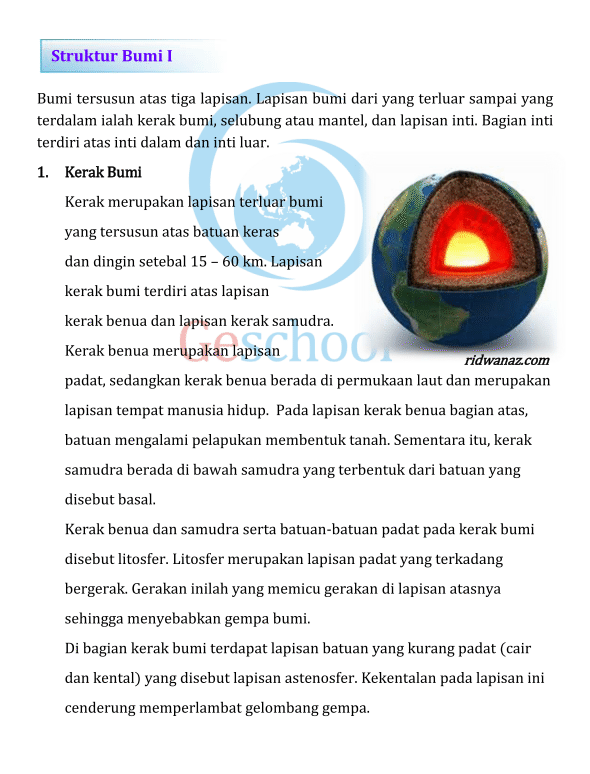 Struktur Bumi I
Bumi tersusun atas tiga lapisan. Lapisan bumi dari yang terluar sampai yang
terdalam ialah kerak bumi, selubung atau mantel, dan lapisan inti. Bagian inti
terdiri atas inti dalam dan inti luar.
1. Kerak Bumi
Kerak merupakan lapisan terluar bumi
yang tersusun atas batuan keras
dan dingin setebal 15 – 60 km. Lapisan
kerak bumi terdiri atas lapisan
kerak benua dan lapisan kerak samudra.
Geschool
Kerak benua merupakan lapisan
ridwanaz.com
padat, sedangkan kerak benua berada di permukaan laut dan merupakan
lapisan tempat manusia hidup. Pada lapisan kerak benua bagian atas,
batuan mengalami pelapukan membentuk tanah. Sementara itu, kerak
samudra berada di bawah samudra yang terbentuk dari batuan yang
disebut basal.
Kerak benua dan samudra serta batuan-batuan padat pada kerak bumi
disebut litosfer. Litosfer merupakan lapisan padat yang terkadang
bergerak. Gerakan inilah yang memicu gerakan di lapisan atasnya
sehingga menyebabkan gempa bumi.
Di bagian kerak bumi terdapat lapisan batuan yang kurang padat (cair
dan kental) yang disebut lapisan astenosfer. Kekentalan pada lapisan ini
cenderung memperlambat gelombang gempa.